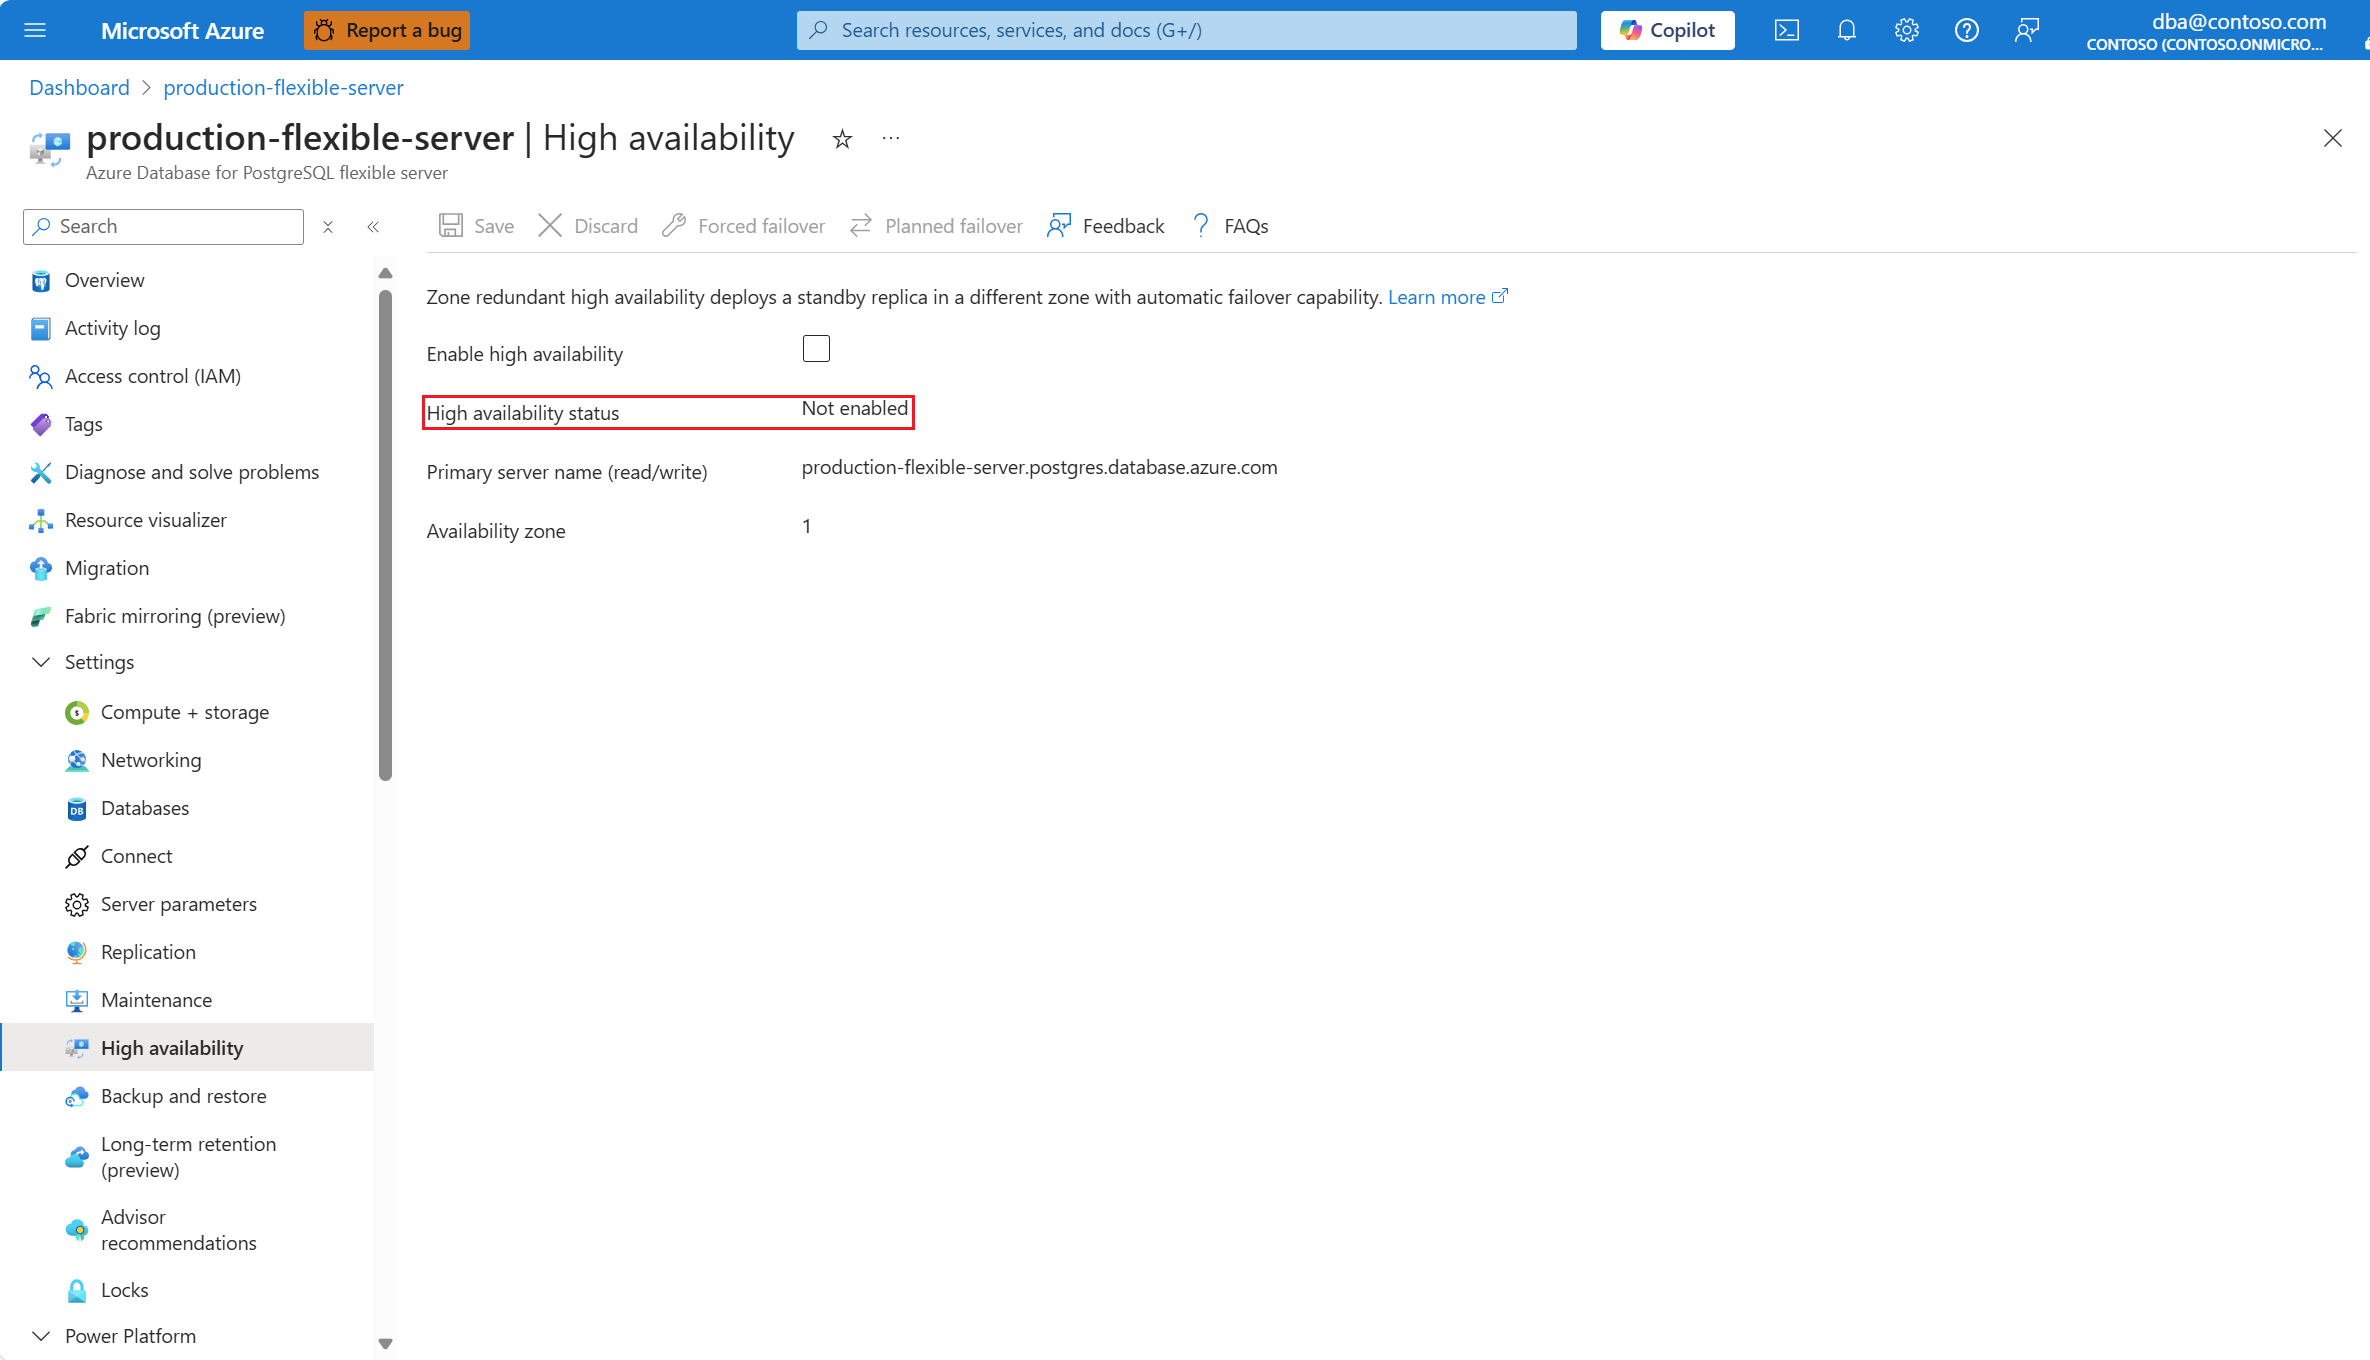 Microsoft Azure
Report a bug
Search resources, services, and docs (G+/)
Copilot
dba@contoso.com
CONTOSO (CONTOSO.ONMICRO...
Dashboard > production-flexible-server
production-flexible-server | High availability
Azure Database for PostgreSQL flexible server
Search
Save
Discard
Forced failover
Planned failover
Feedback
FAQs
Overview
Activity log
Access control (IAM)
Tags
Diagnose and solve problems
Resource visualizer
Migration
Fabric mirroring (preview)
Settings
Compute + storage
Networking
Databases
Connect
Server parameters
Replication
Maintenance
High availability
Backup and restore
Long-term retention
(preview)
Advisor
recommendations
Locks
Power Platform
Zone redundant high availability deploys a standby replica in a different zone with automatic failover capability. Learn more
Enable high availability
High availability status Not enabled
Primary server name (read/write) production-flexible-server.postgres.database.azure.com
Availability zone 1